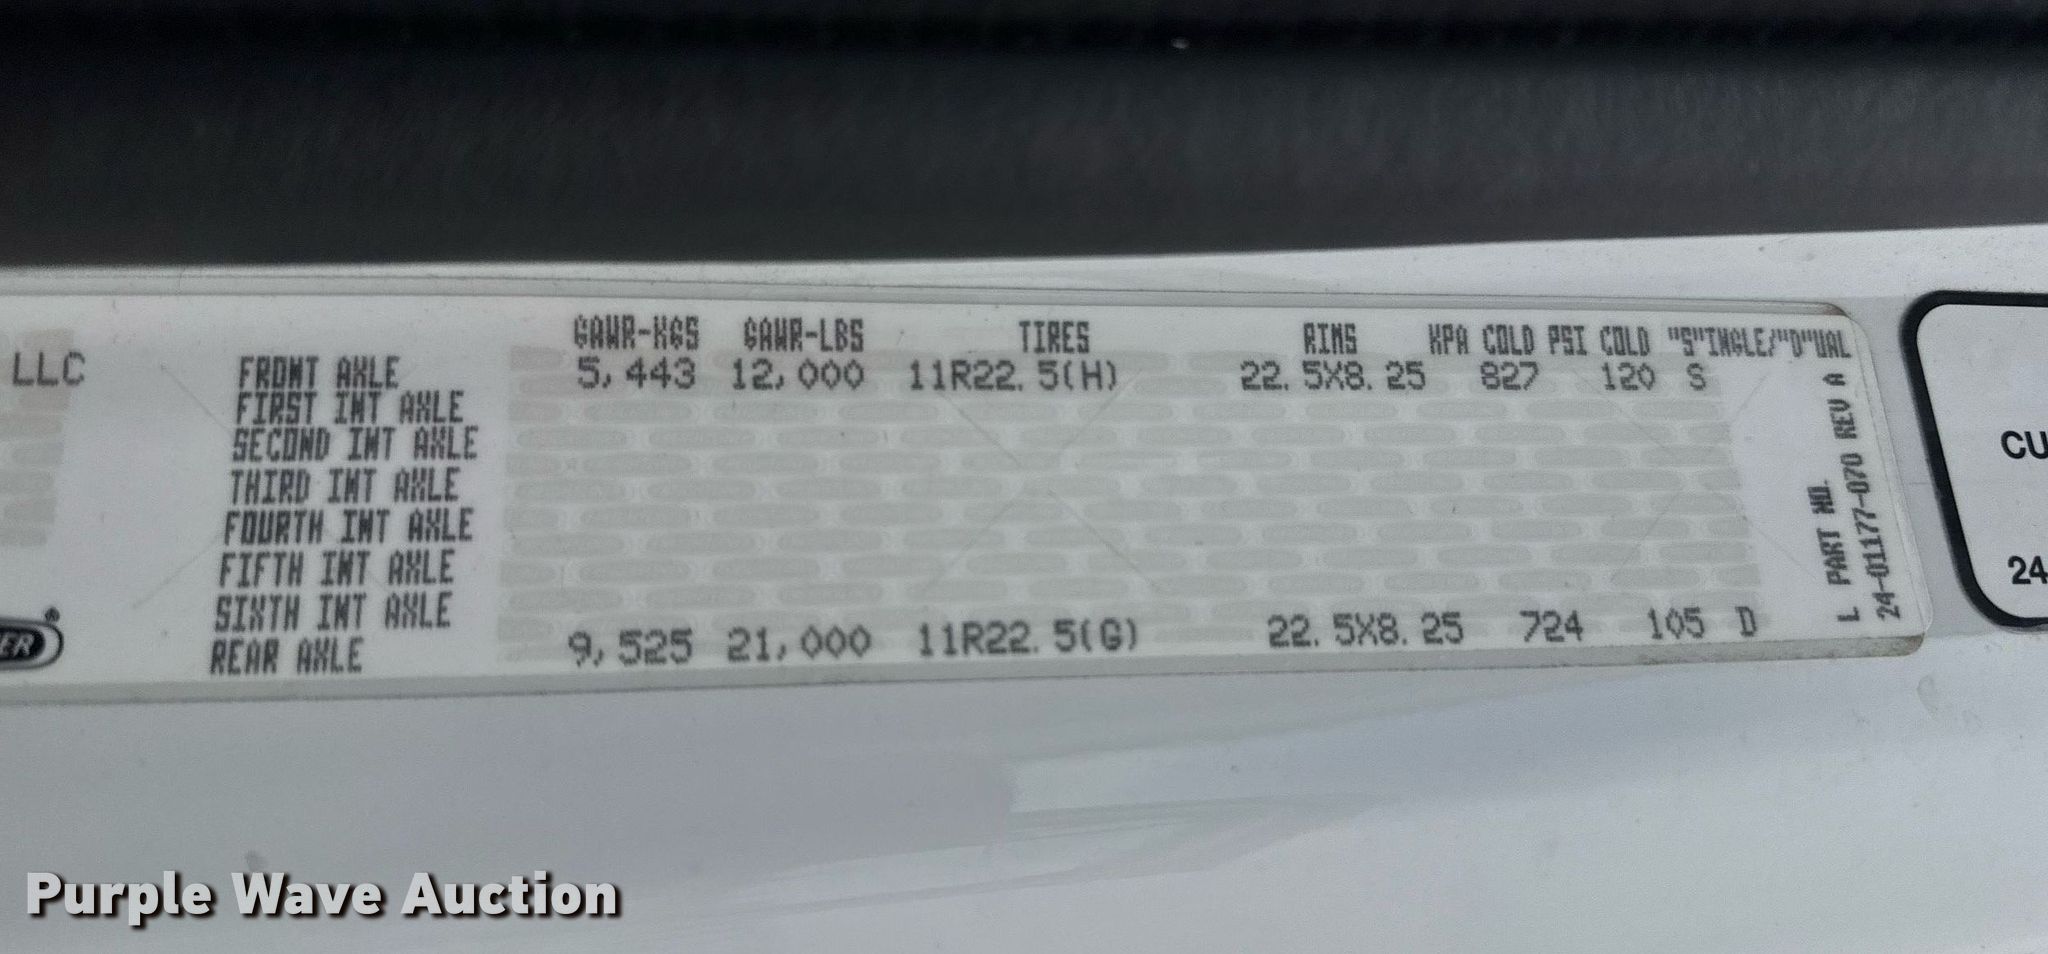 GAWR-KGS GAWR-LBS TIRES RIMS KPA COLD PSI COLD "S"INGLE/"D"UAL
LLC
FRONT AXLE 5,443 12,000 11R22.5(H) 22.5X8.25 827 120 S
FIRST INT AXLE
SECOND INT AXLE
THIRD INT AXLE
FOURTH INT AXLE
FIFTH INT AXLE
SIXTH INT AXLE
REAR AXLE 9,525 21,000 11R22.5(G) 22.5X8.25 724 105 D
L PART NO.
24-01177-070 REV A
ER®
CU
24
Purple Wave Auction